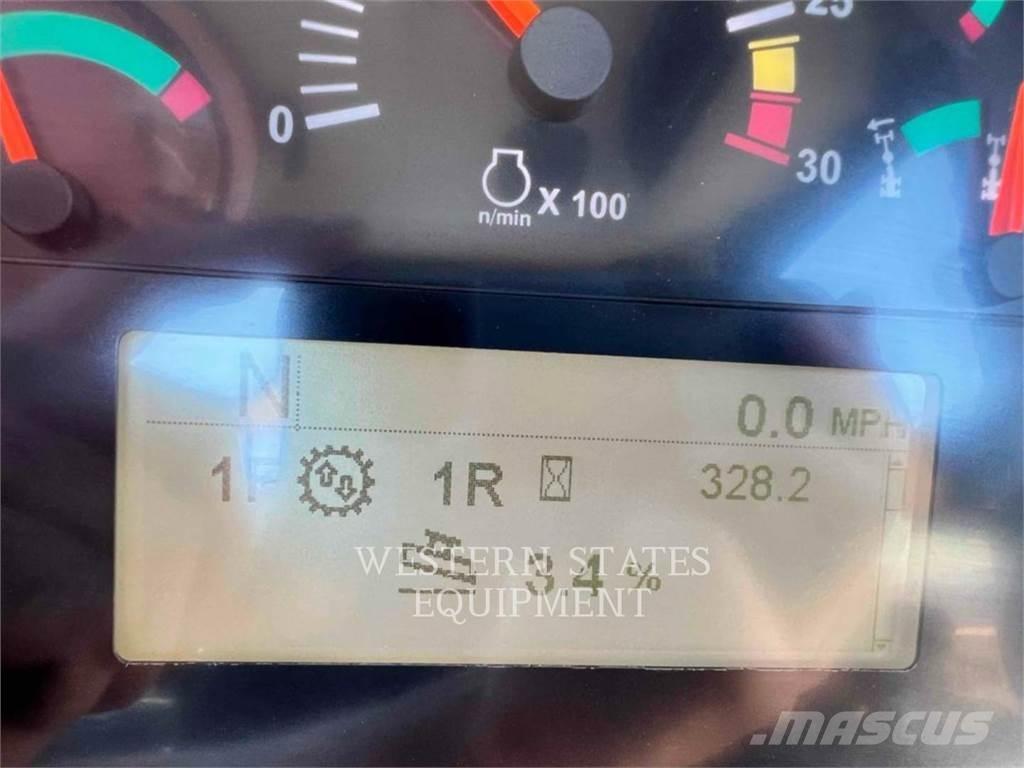 25
0
30
n/min X 100
N
0.0 MPH
1F 1R 328.2
3.4 %
WESTERN STATES
EQUIPMENT
MASCUS